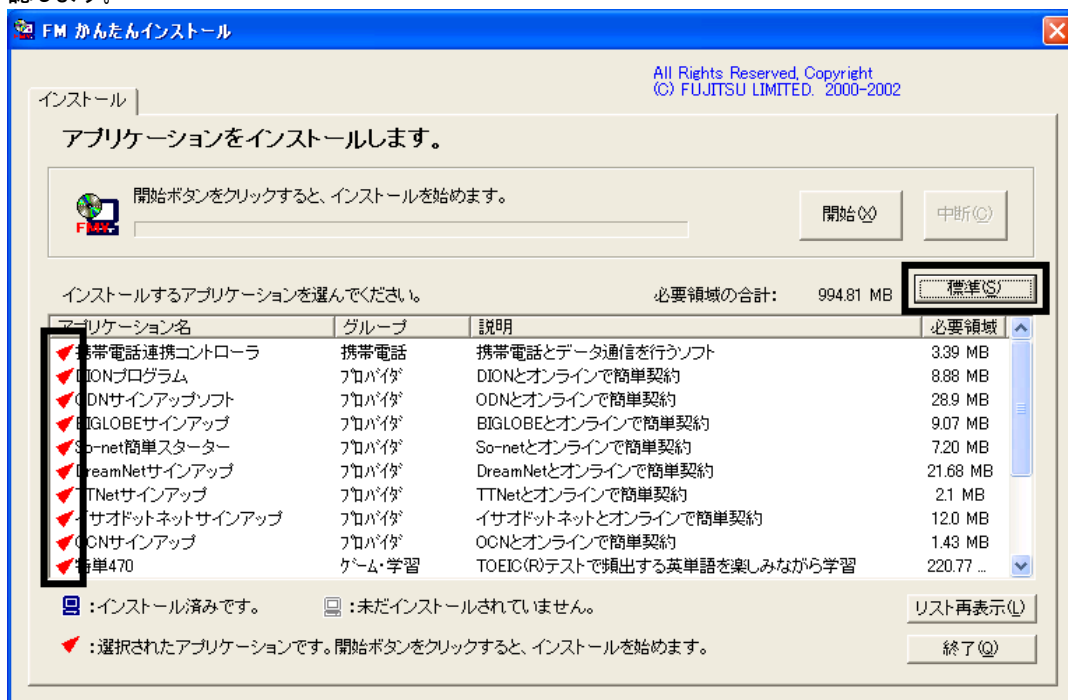 認めます。
FM かんたんインストール
All Rights Reserved, Copyright
(C) FUJITSU LIMITED. 2000-2002
インストール
アプリケーションをインストールします。
開始ボタンをクリックすると、インストールを始めます。
FMV
開始(X)
中断(C)
インストールするアプリケーションを選んでください。
必要領域の合計: 994.81 MB
標準(S)
アプリケーション名 グループ 説明 必要領域
携帯電話連携コントローラ 携帯電話 携帯電話とデータ通信を行うソフト 3.39 MB
DIONプログラム プロバイダ DIONとオンラインで簡単契約 8.88 MB
ODNサインアップソフト プロバイダ ODNとオンラインで簡単契約 28.9 MB
BIGLOBEサインアップ プロバイダ BIGLOBEとオンラインで簡単契約 9.07 MB
So-net簡単スターター プロバイダ So-netとオンラインで簡単契約 7.20 MB
DreamNetサインアップ プロバイダ DreamNetとオンラインで簡単契約 21.68 MB
TTNetサインアップ プロバイダ TTNetとオンラインで簡単契約 2.1 MB
イサオドットネットサインアップ プロバイダ イサオドットネットとオンラインで簡単契約 12.0 MB
OCNサインアップ プロバイダ OCNとオンラインで簡単契約 1.43 MB
特単470 ゲーム・学習 TOEIC(R)テストで頻出する英単語を楽しみながら学習 220.77 ...
:インストール済みです。 :未だインストールされていません。
リスト再表示(L)
:選択されたアプリケーションです。開始ボタンをクリックすると、インストールを始めます。
終了(Q)